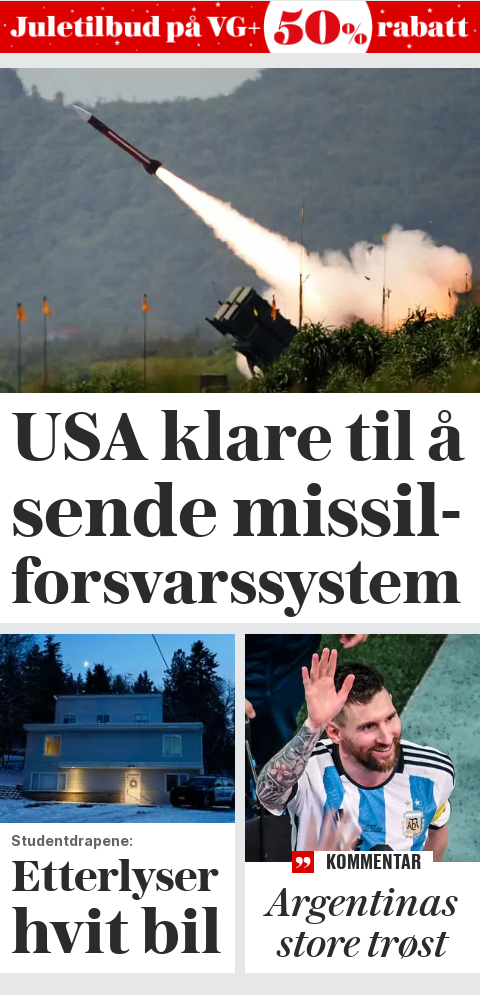 Juletilbud på VG+ 50% rabatt
USA klare til å
sende missil-
forsvarssystem
Studentdrapene:
Etterlyser
hvit bil
KOMMENTAR
Argentinas
store trøst
AFA